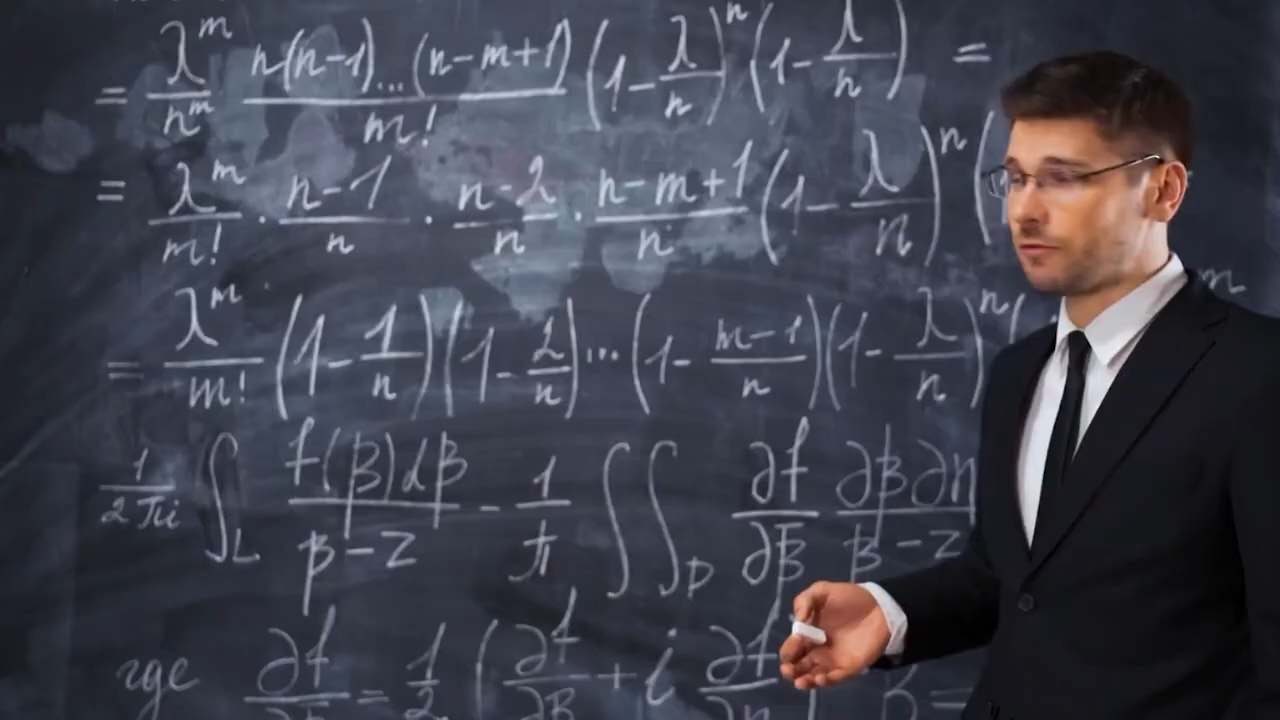 = λ^m/n^m n(n-1)...(n-m+1)/m! (1-λ/n)^n (1-λ/n) =
= λ^m/m! · n-1/n · n-2/n · n-m+1/n (1-λ/n)^n (
= λ^m/m! (1-1/n)(1-2/n)...(1-m-1/n)(1-λ/n)^n ( m
1/2πi ∫_L f(β)dβ/β-z - 1/π ∫∫_D ∂f/∂β̅ ∂β∂η/β-z
где ∂f/ = 1/2 (∂f/∂β + i ∂f/∂η